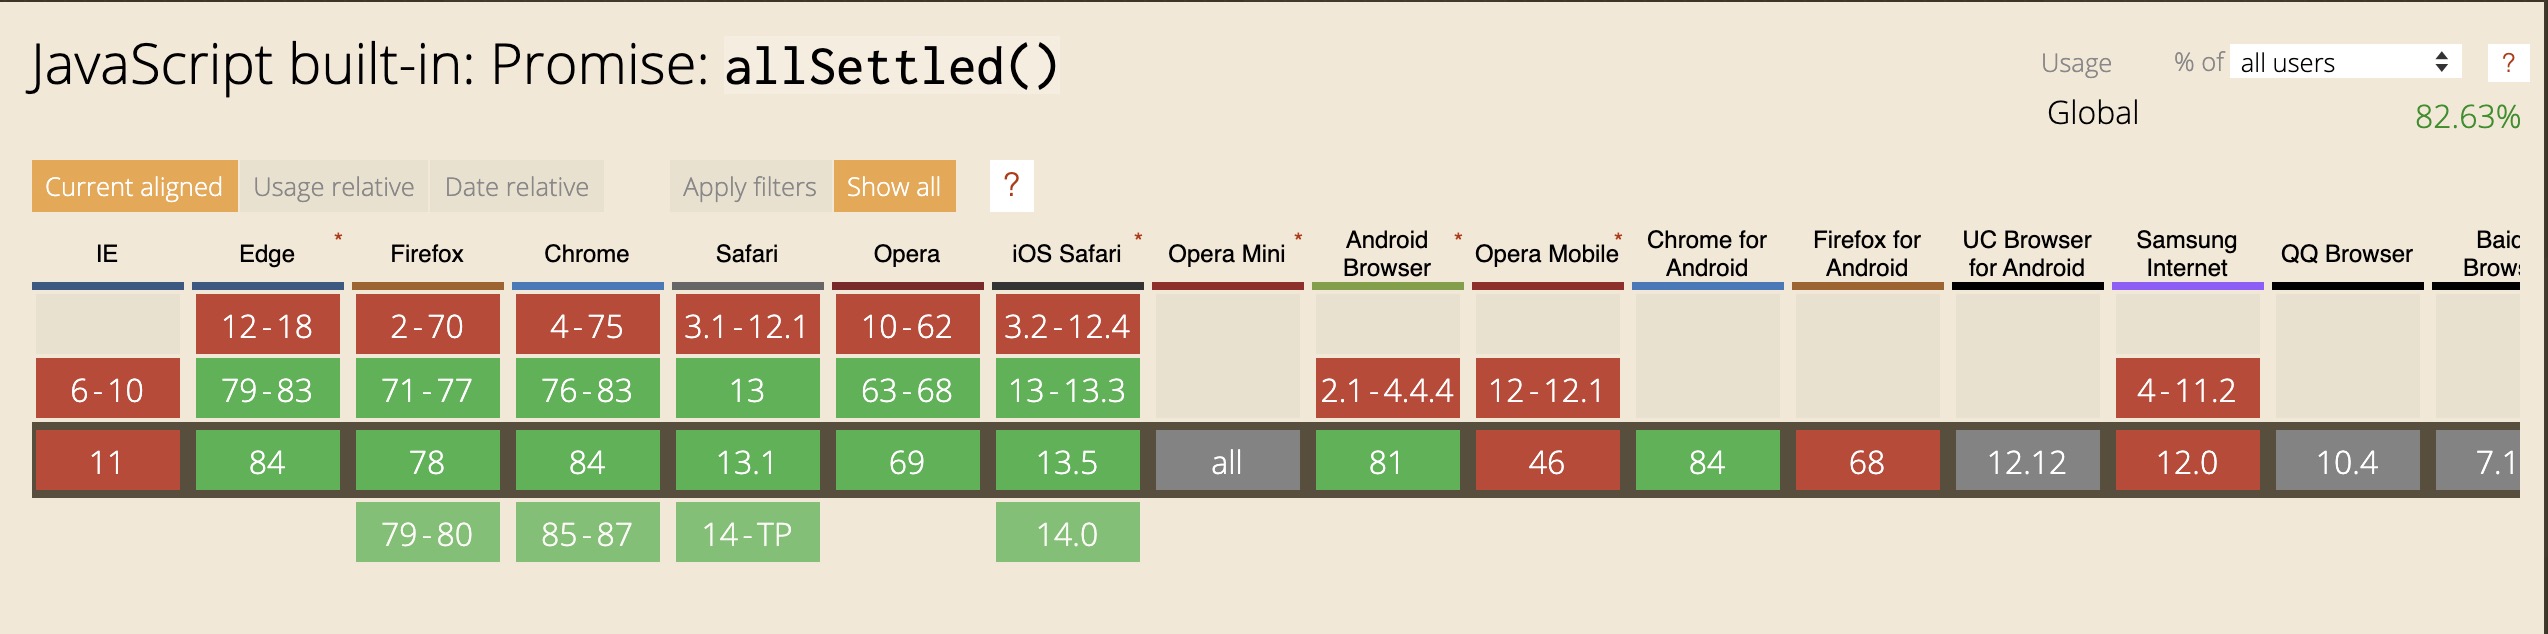 JavaScript built-in: Promise: allSettled()
Usage % of all users ?
Global 82.63%
Current aligned Usage relative Date relative Apply filters Show all ?
IE Edge * Firefox Chrome Safari Opera iOS Safari * Opera Mini * Android Browser * Opera Mobile * Chrome for Android Firefox for Android UC Browser for Android Samsung Internet QQ Browser
12-18 2-70 4-75 3.1-12.1 10-62 3.2-12.4
6-10 79-83 71-77 76-83 13 63-68 13-13.3 2.1-4.4.4 12-12.1 4-11.2
11 84 78 84 13.1 69 13.5 all 81 46 84 68 12.12 12.0 10.4 7.1
79-80 85-87 14-TP 14.0